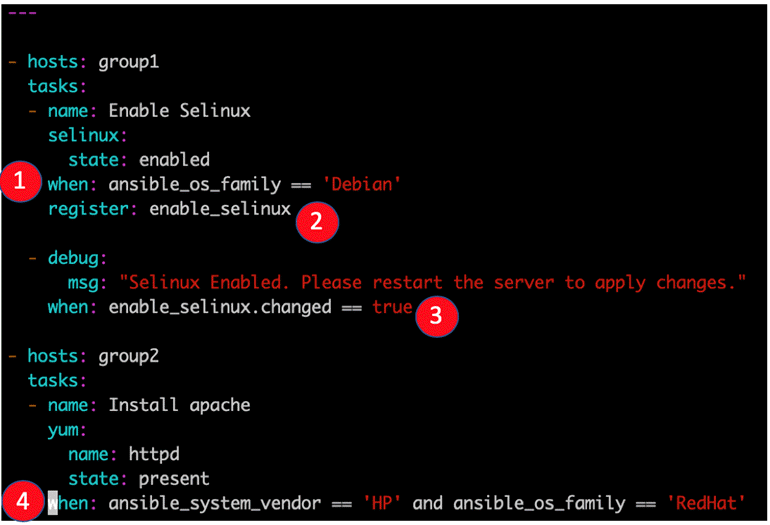 ---
- hosts: group1
tasks:
- name: Enable Selinux
selinux:
state: enabled
1 when: ansible_os_family == 'Debian'
register: enable_selinux 2
- debug:
msg: "Selinux Enabled. Please restart the server to apply changes."
when: enable_selinux.changed == true 3
- hosts: group2
tasks:
- name: Install apache
yum:
name: httpd
state: present
4 when: ansible_system_vendor == 'HP' and ansible_os_family == 'RedHat'